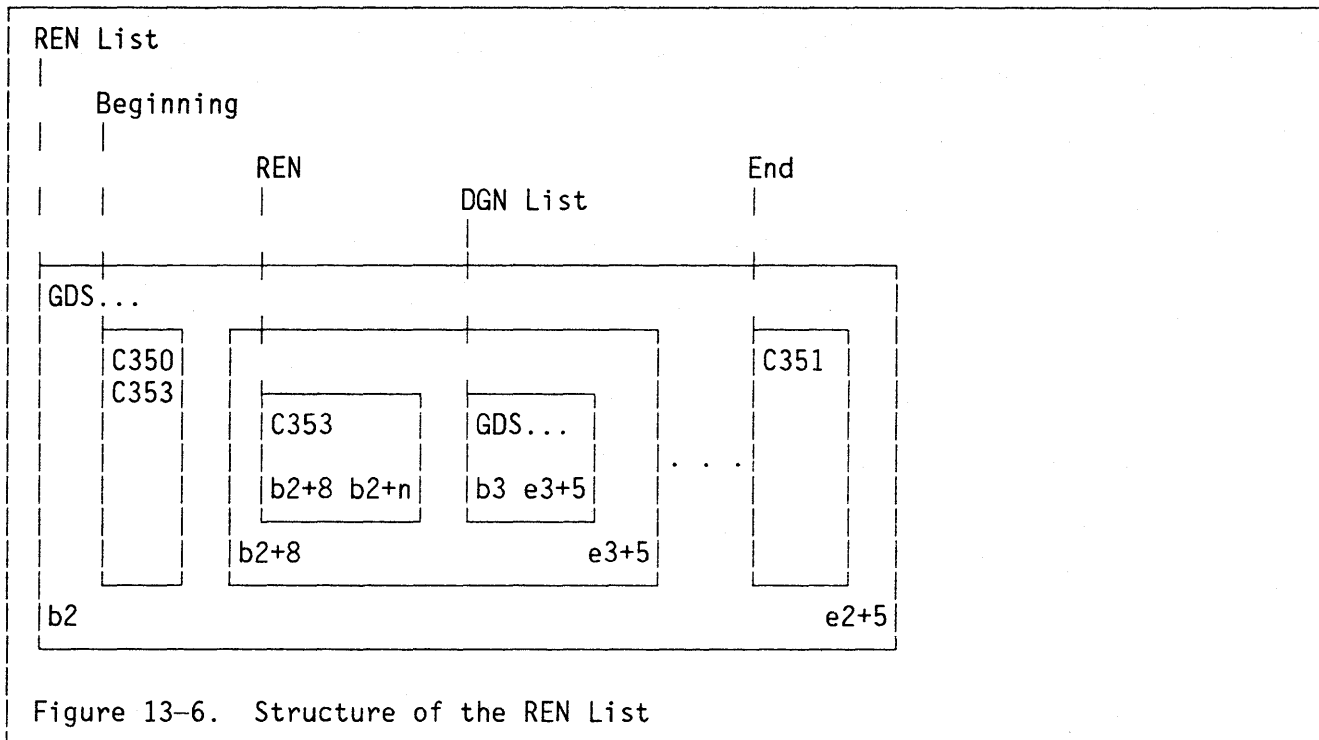 REN List
Beginning
REN End
DGN List
GDS...
C350 C351
C353
C353 GDS...
. . .
b2+8 b2+n b3 e3+5
b2+8 e3+5
b2 e2+5
Figure 13–6. Structure of the REN List